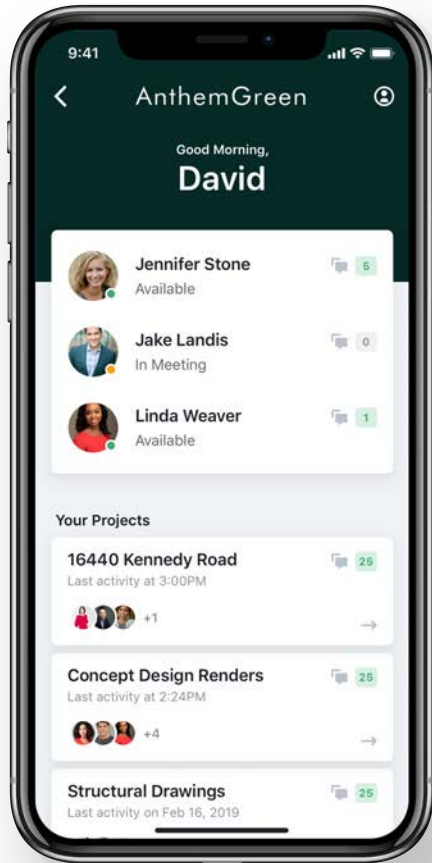 9:41
AnthemGreen
Good Morning,
David
Jennifer Stone
5
Available
Jake Landis
0
In Meeting
Linda Weaver
1
Available
Your Projects
16440 Kennedy Road
25
Last activity at 3:00PM
+1
Concept Design Renders
25
Last activity at 2:24PM
+4
Structural Drawings
25
Last activity on Feb 16, 2019